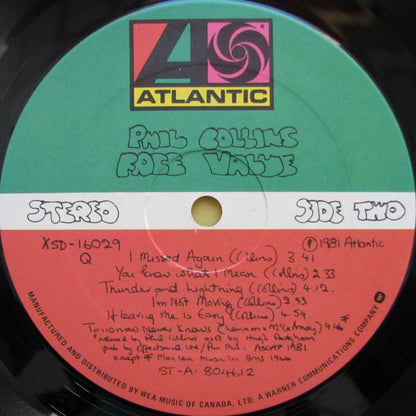 ATLANTIC
PHIL COLLINS
FACE VALUE
STEREO
SIDE TWO
XSD-16029
Ⓟ1981 Atlantic
Q
I Missed Again (Collins) 3 41
You know what I Mean (Collins) 2.33.
Thunder and Lightning (Collins) 4.12.
I'm Not Moving (Collins) 2.33
If leaving Me is Easy (Collins) 4.54.
Tomorrow Never Knows (Lennon & McCartney) 4.46
Produced by Phil Collins asst by Hugh Padgham
pub by Effectsound Ltd/ Pun Mu. ASCAP 1981
except * Maclen Music Inc BMI 1966
ST-A-804612
MANUFACTURED AND DISTRIBUTED BY WEA MUSIC OF CANADA, LTD. A WARNER COMMUNICATIONS COMPANY